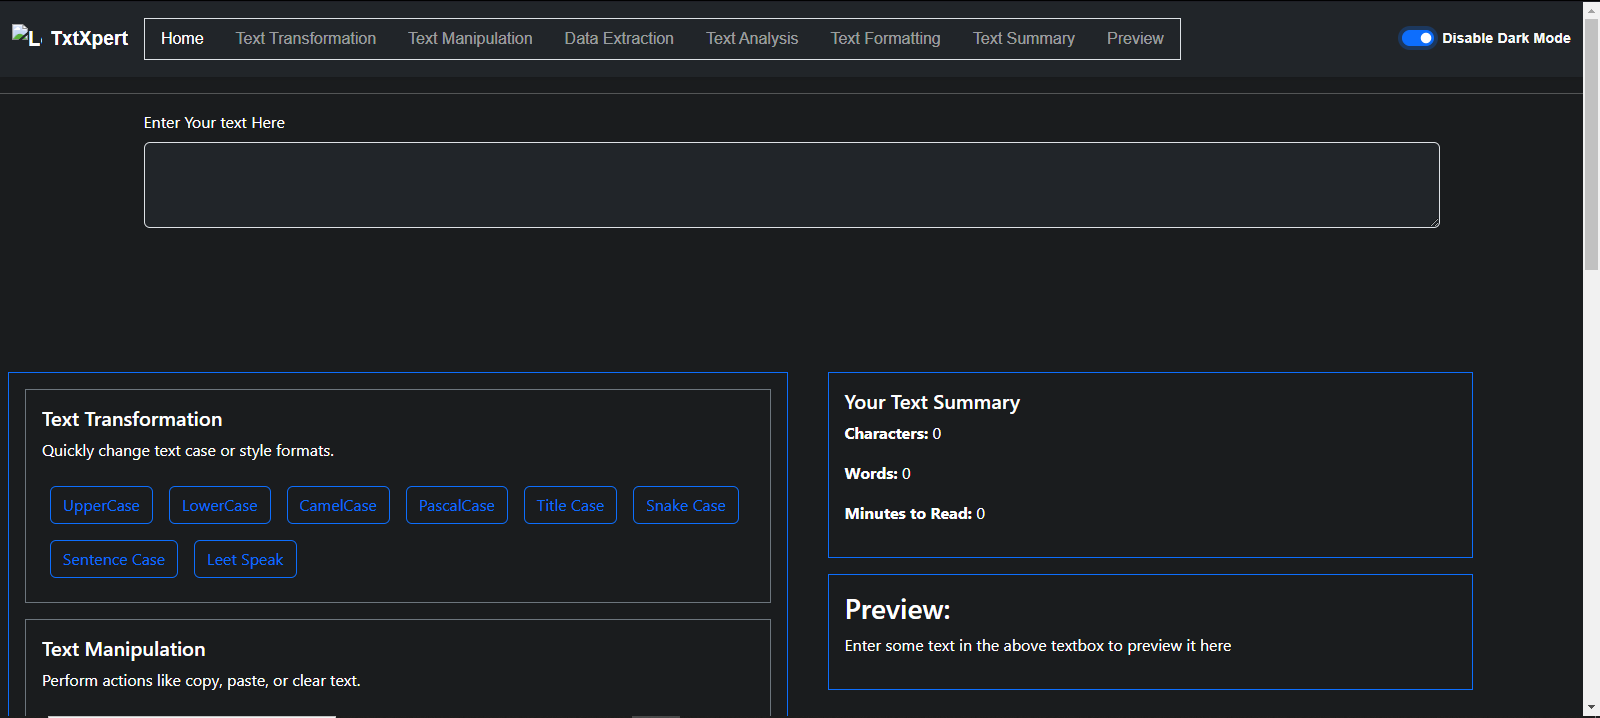 L TxtXpert Home Text Transformation Text Manipulation Data Extraction Text Analysis Text Formatting Text Summary Preview Disable Dark Mode
Enter Your text Here
Text Transformation
Quickly change text case or style formats.
UpperCase LowerCase CamelCase PascalCase Title Case Snake Case
Sentence Case Leet Speak
Text Manipulation
Perform actions like copy, paste, or clear text.
Your Text Summary
Characters: 0
Words: 0
Minutes to Read: 0
Preview:
Enter some text in the above textbox to preview it here